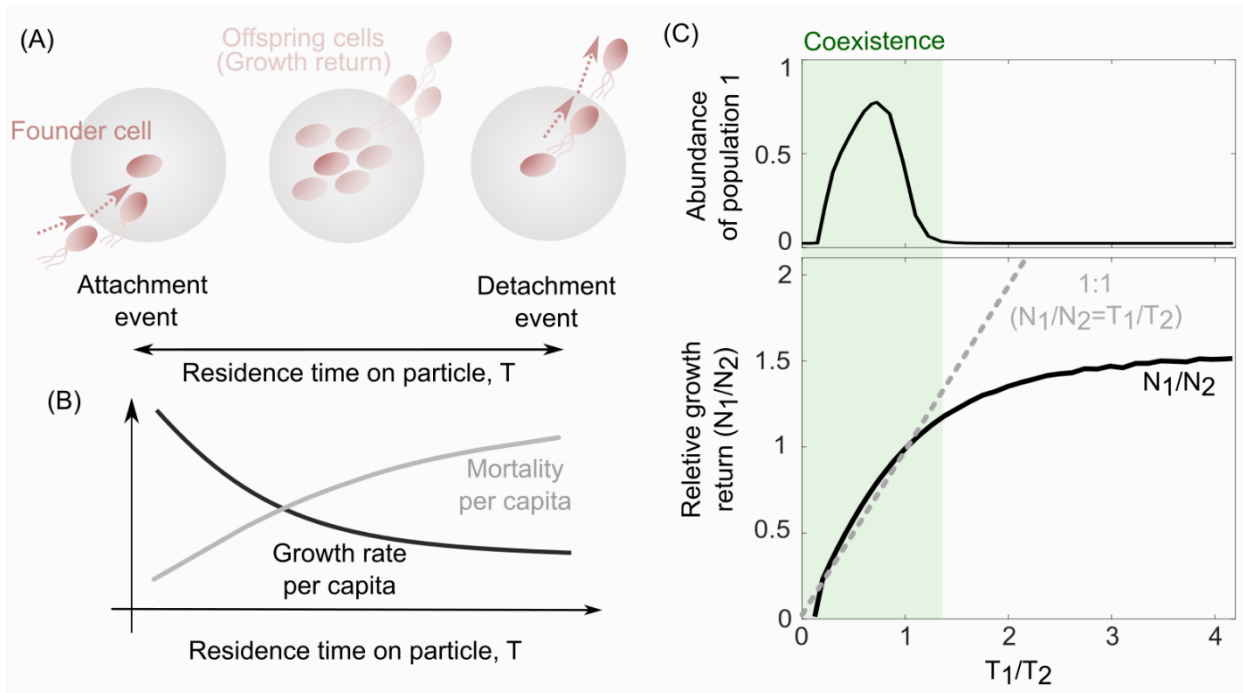 (A)
Offspring cells
(Growth return)
Founder cell
Attachment
event
Detachment
event
Residence time on particle, T
(B)
Mortality
per capita
Growth rate
per capita
Residence time on particle, T
(C)
Coexistence
Abundance
of population 1
1
0.5
0
Reletive growth
return (N1/N2)
2
1.5
1
0.5
0
1:1
(N1/N2=T1/T2)
N1/N2
0 1 2 3 4
T1/T2